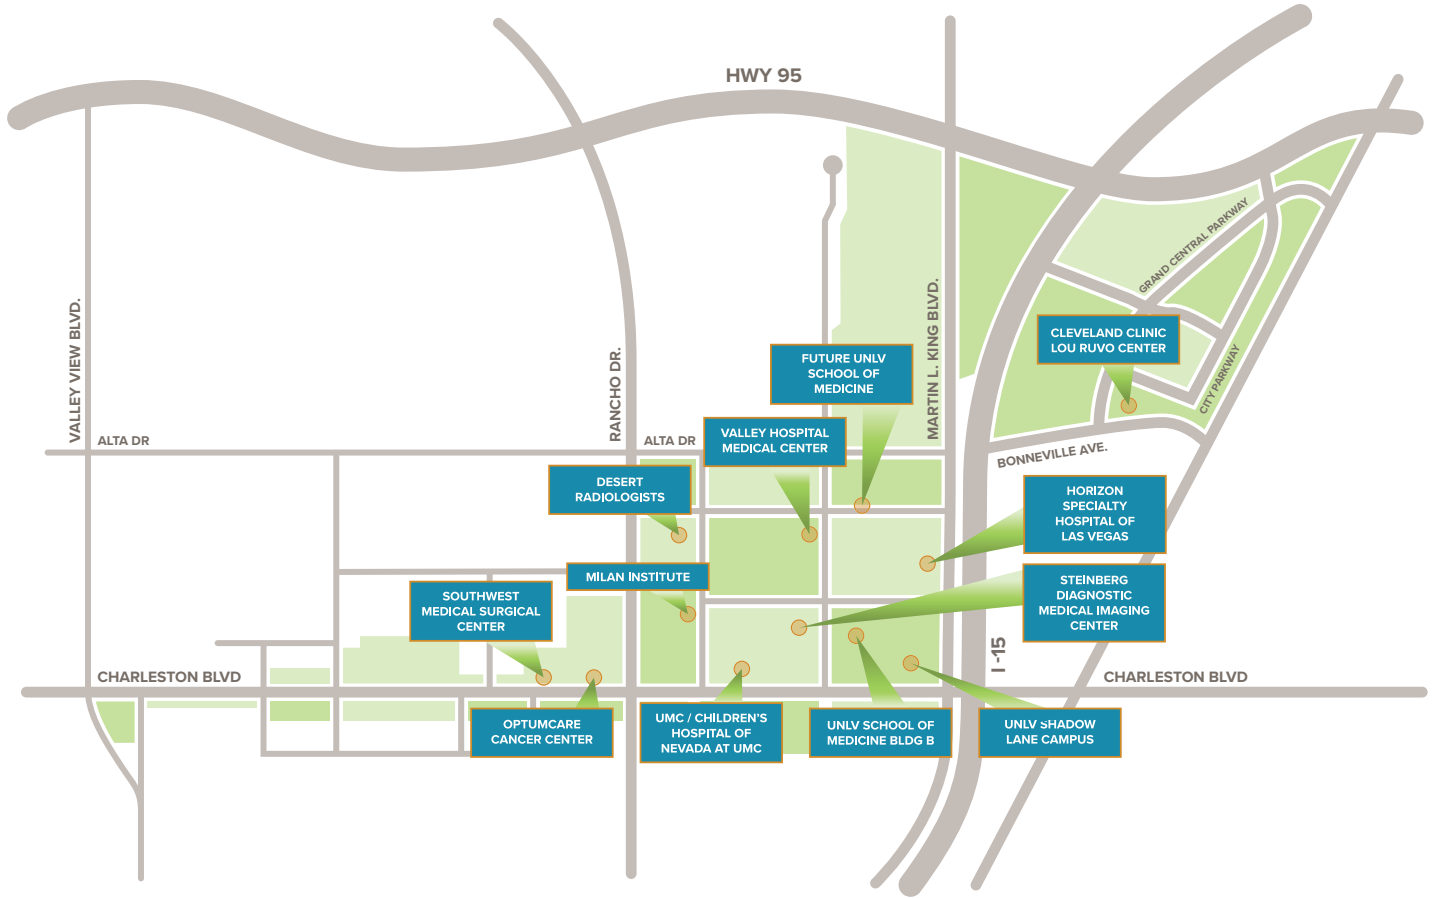 HWY 95
GRAND CENTRAL PARKWAY
VALLEY VIEW BLVD.
RANCHO DR.
MARTIN L. KING BLVD.
CLEVELAND CLINIC
LOU RUVO CENTER
CITY PARKWAY
FUTURE UNLV
SCHOOL OF
MEDICINE
ALTA DR
ALTA DR
VALLEY HOSPITAL
MEDICAL CENTER
BONNEVILLE AVE.
DESERT
RADIOLOGISTS
HORIZON
SPECIALTY
HOSPITAL OF
LAS VEGAS
MILAN INSTITUTE
STEINBERG
DIAGNOSTIC
MEDICAL IMAGING
CENTER
SOUTHWEST
MEDICAL SURGICAL
CENTER
I -15
CHARLESTON BLVD
CHARLESTON BLVD
OPTUMCARE
CANCER CENTER
UMC / CHILDREN'S
HOSPITAL OF
NEVADA AT UMC
UNLV SCHOOL OF
MEDICINE BLDG B
UNLV SHADOW
LANE CAMPUS